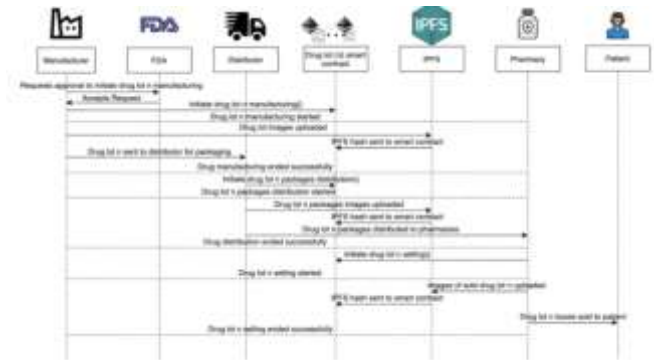 FDA
IPFS
Manufacturer
FDA
Distributor
Drug lot n smart
contract
IPFS
Pharmacy
Patient
Requests approval to initiate drug lot n manufacturing
Accepts Request
Initiate drug lot n manufacturing()
Drug lot n manufacturing started
Drug lot images uploaded
IPFS hash sent to smart contract
Drug lot n sent to distributor for packaging
Drug manufacturing ended successfully
Initiate drug lot n packages distribution()
Drug lot n packages distribution started
Drug lot n packages images uploaded
IPFS hash sent to smart contract
Drug lot n packages distributed to pharmacies
Drug distribution ended successfully
Initiate drug lot n selling()
Drug lot n selling started
Images of sold drug lot n uploaded
IPFS hash sent to smart contract
Drug lot n boxes sold to patient
Drug lot n selling ended successfully